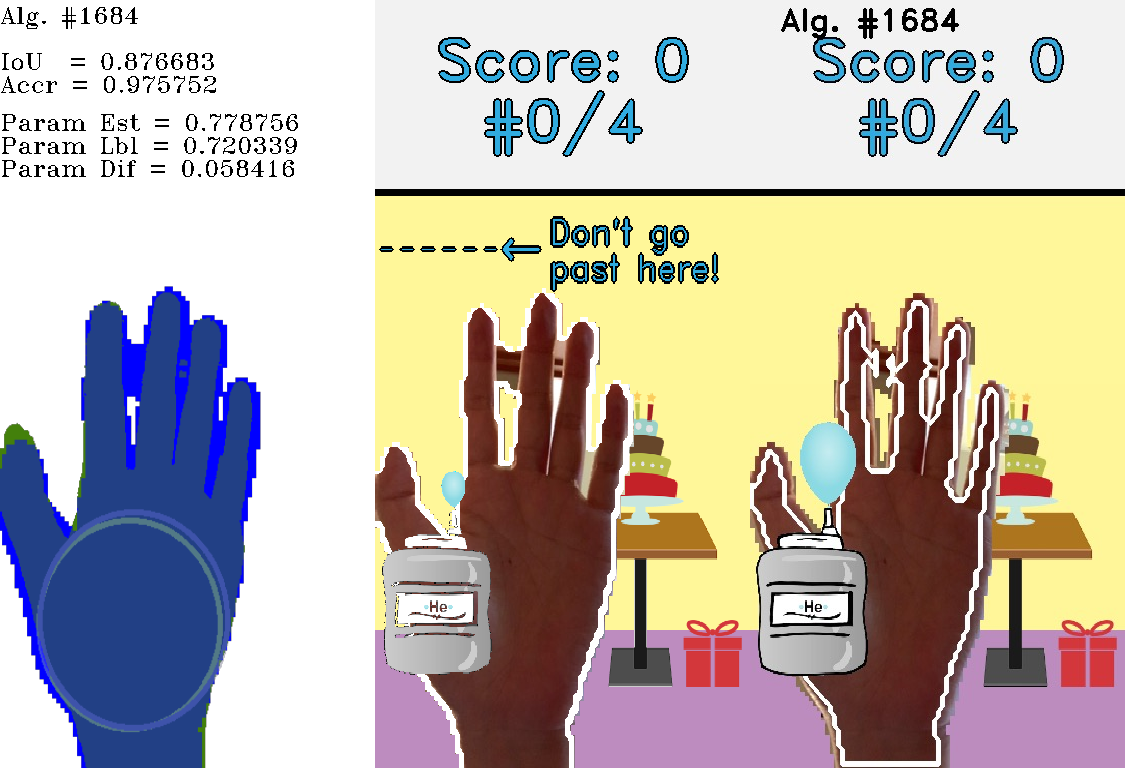 Alg. #1684
IoU = 0.876683
Accr = 0.975752
Param Est = 0.778756
Param Lbl = 0.720339
Param Dif = 0.058416
Score: 0
#0/4
Don't go
past here!
•He•
Alg. #1684
Score: 0
#0/4
•He•